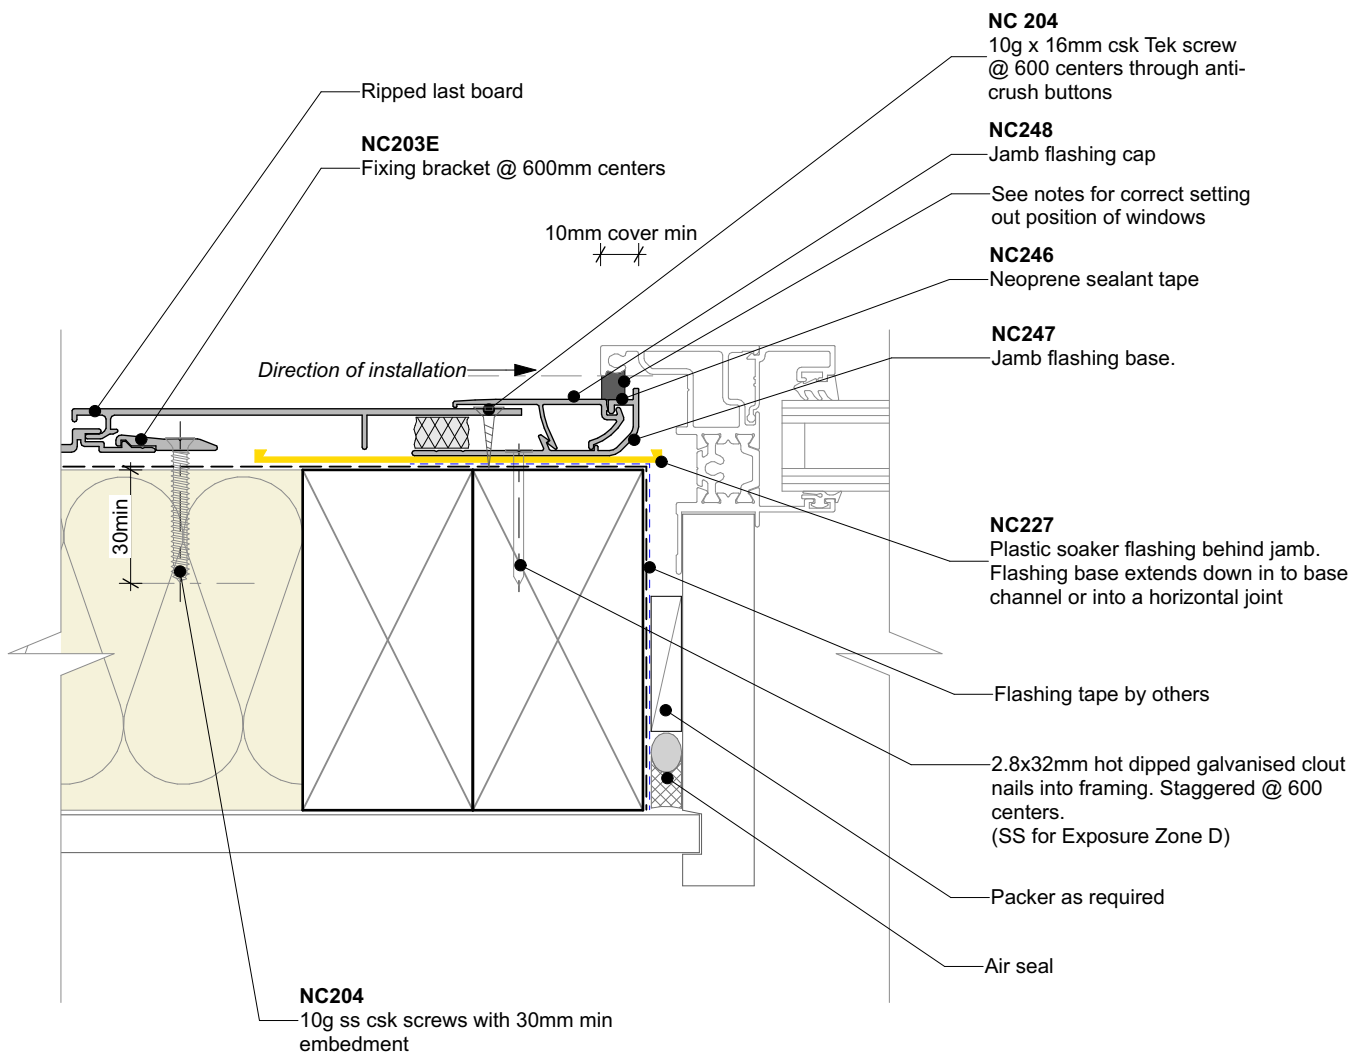 NC 204
10g x 16mm csk Tek screw
@ 600 centers through anti-
crush buttons
Ripped last board
NC203E
Fixing bracket @ 600mm centers
NC248
Jamb flashing cap
See notes for correct setting
out position of windows
10mm cover min
NC246
Neoprene sealant tape
NC247
Jamb flashing base.
Direction of installation
30min
NC227
Plastic soaker flashing behind jamb.
Flashing base extends down in to base
channel or into a horizontal joint
Flashing tape by others
2.8x32mm hot dipped galvanised clout
nails into framing. Staggered @ 600
centers.
(SS for Exposure Zone D)
Packer as required
Air seal
NC204
10g ss csk screws with 30mm min
embedment